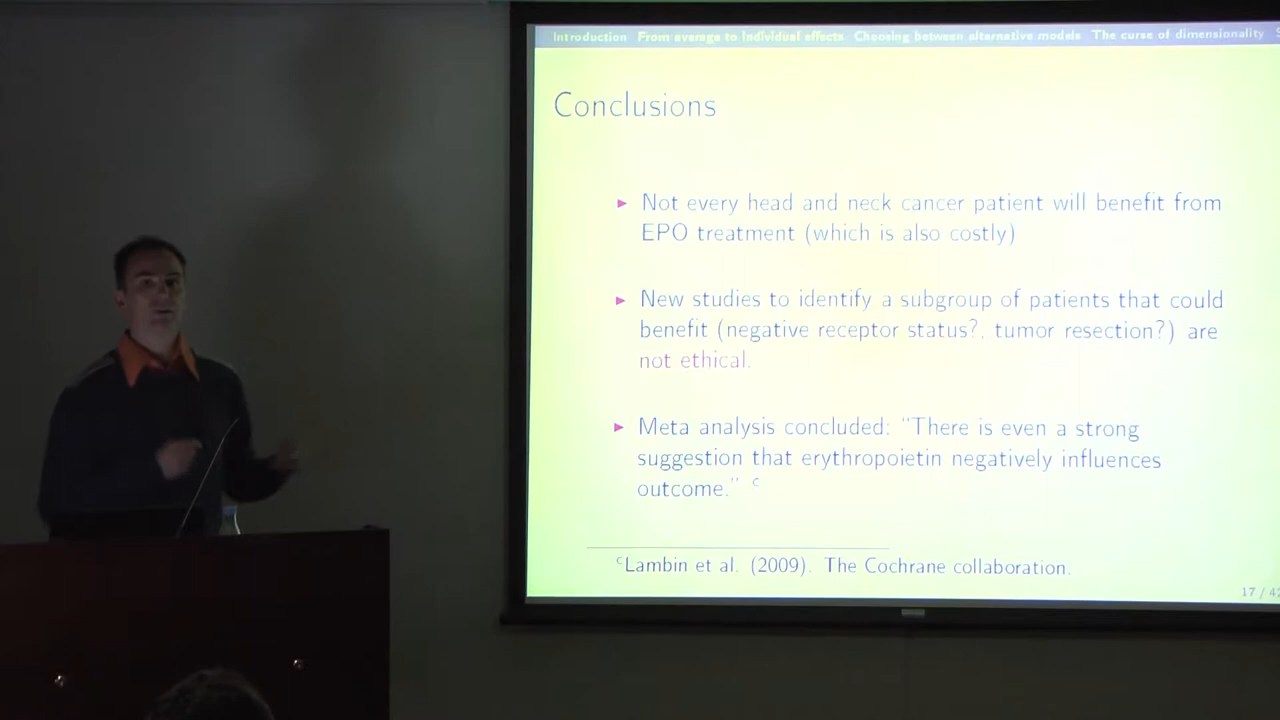 Introduction From average to Individual effects Choosing between alternative models The curse of dimensionality S
Conclusions
Not every head and neck cancer patient will benefit from
EPO treatment (which is also costly)
New studies to identify a subgroup of patients that could
benefit (negative receptor status?, tumor resection?) are
not ethical.
Meta analysis concluded: "There is even a strong
suggestion that erythropoietin negatively influences
outcome." c
cLambin et al. (2009). The Cochrane collaboration.
17 / 42